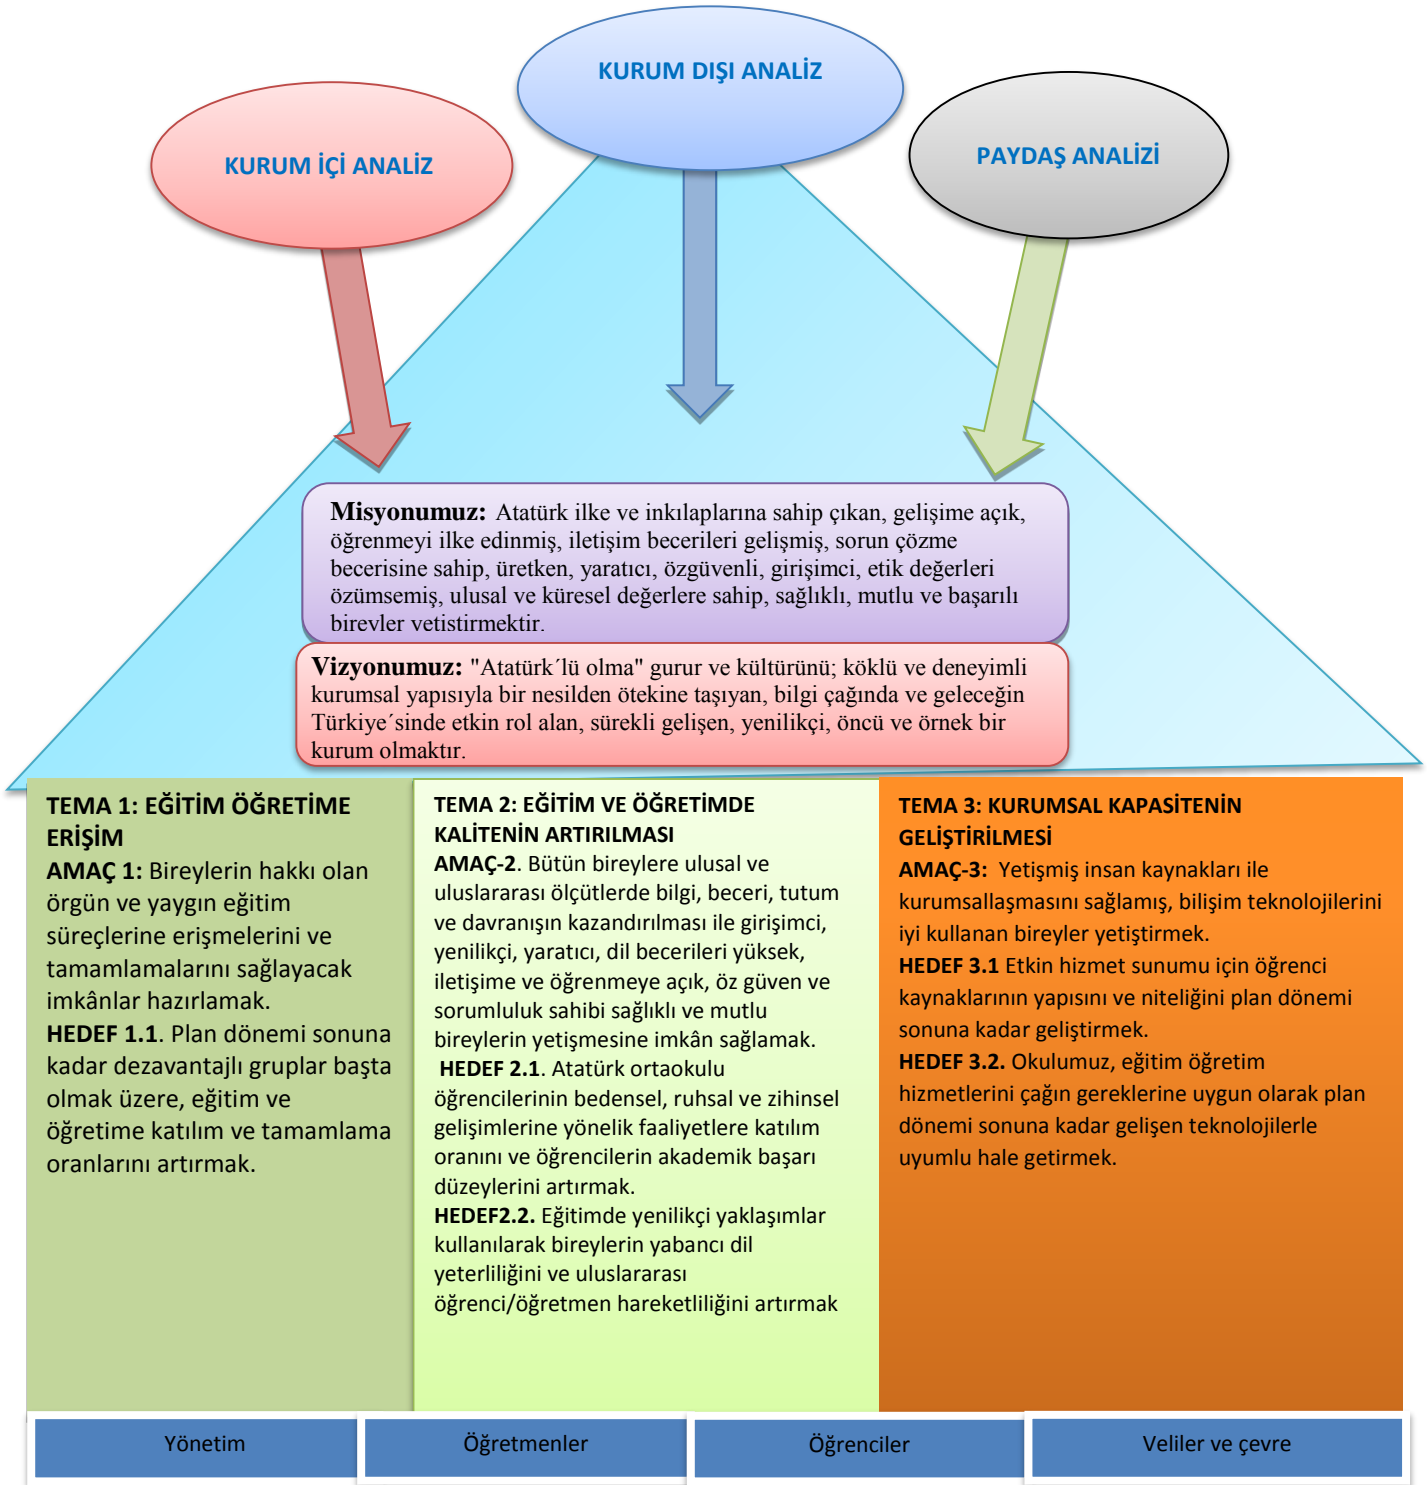 KURUM DIŞI ANALİZ
KURUM İÇİ ANALİZ
PAYDAŞ ANALİZİ
Misyonumuz: Atatürk ilke ve inkılaplarına sahip çıkan, gelişime açık,
öğrenmeyi ilke edinmiş, iletişim becerileri gelişmiş, sorun çözme
becerisine sahip, üretken, yaratıcı, özgüvenli, girişimci, etik değerleri
özümsemiş, ulusal ve küresel değerlere sahip, sağlıklı, mutlu ve başarılı
bireyler yetiştirmektir.
Vizyonumuz: "Atatürk´lü olma" gurur ve kültürünü; köklü ve deneyimli
kurumsal yapısıyla bir nesilden ötekine taşıyan, bilgi çağında ve geleceğin
Türkiye´sinde etkin rol alan, sürekli gelişen, yenilikçi, öncü ve örnek bir
kurum olmaktır.
TEMA 1: EĞİTİM ÖĞRETİME
ERİŞİM
AMAÇ 1: Bireylerin hakkı olan
örgün ve yaygın eğitim
süreçlerine erişmelerini ve
tamamlamalarını sağlayacak
imkânlar hazırlamak.
HEDEF 1.1. Plan dönemi sonuna
kadar dezavantajlı gruplar başta
olmak üzere, eğitim ve
öğretime katılım ve tamamlama
oranlarını artırmak.
TEMA 2: EĞİTİM VE ÖĞRETİMDE
KALİTENİN ARTIRILMASI
AMAÇ-2. Bütün bireylere ulusal ve
uluslararası ölçütlerde bilgi, beceri, tutum
ve davranışın kazandırılması ile girişimci,
yenilikçi, yaratıcı, dil becerileri yüksek,
iletişime ve öğrenmeye açık, öz güven ve
sorumluluk sahibi sağlıklı ve mutlu
bireylerin yetişmesine imkân sağlamak.
HEDEF 2.1. Atatürk ortaokulu
öğrencilerinin bedensel, ruhsal ve zihinsel
gelişimlerine yönelik faaliyetlere katılım
oranını ve öğrencilerin akademik başarı
düzeylerini artırmak.
HEDEF2.2. Eğitimde yenilikçi yaklaşımlar
kullanılarak bireylerin yabancı dil
yeterliliğini ve uluslararası
öğrenci/öğretmen hareketliliğini artırmak
TEMA 3: KURUMSAL KAPASİTENİN
GELİŞTİRİLMESİ
AMAÇ-3: Yetişmiş insan kaynakları ile
kurumsallaşmasını sağlamış, bilişim teknolojilerini
iyi kullanan bireyler yetiştirmek.
HEDEF 3.1 Etkin hizmet sunumu için öğrenci
kaynaklarının yapısını ve niteliğini plan dönemi
sonuna kadar geliştirmek.
HEDEF 3.2. Okulumuz, eğitim öğretim
hizmetlerini çağın gereklerine uygun olarak plan
dönemi sonuna kadar gelişen teknolojilerle
uyumlu hale getirmek.
Yönetim
Öğretmenler
Öğrenciler
Veliler ve çevre